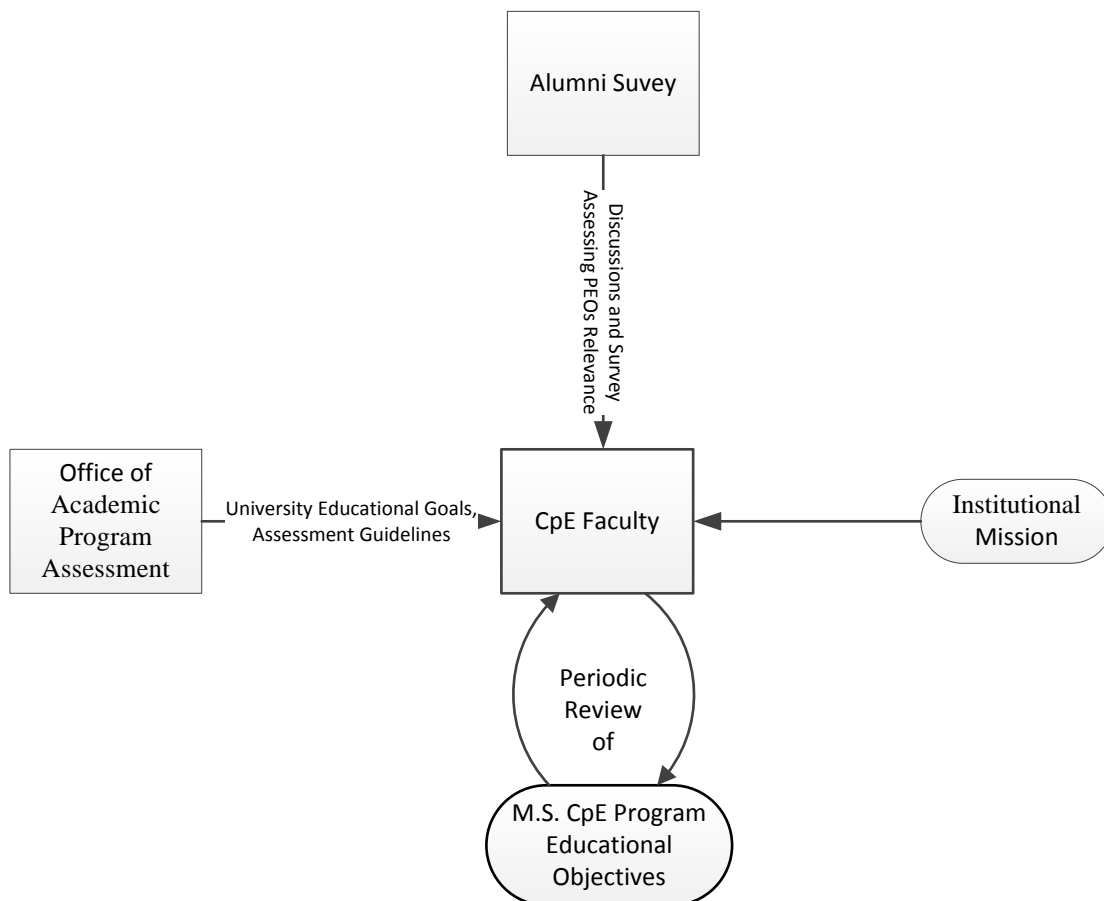 Alumni Suvey
Discussions and Survey
Assessing PEOs Relevance
Office of
Academic
Program
Assessment
University Educational Goals,
Assessment Guidelines
CpE Faculty
Institutional
Mission
Periodic
Review
of
M.S. CpE Program
Educational
Objectives